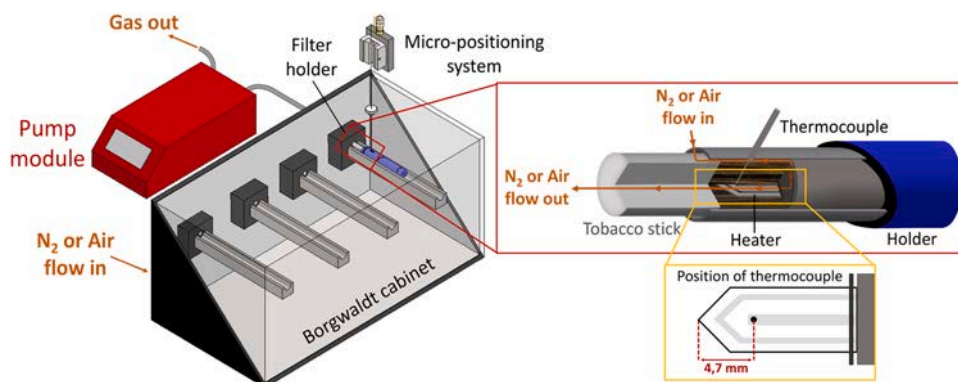 Gas out
Filter
holder
Micro-positioning
system
Pump
module
N₂ or Air
flow in
Borgwaldt cabinet
N₂ or Air
flow in
Thermocouple
N₂ or Air
flow out
Tobacco stick
Heater
Holder
Position of thermocouple
4,7 mm